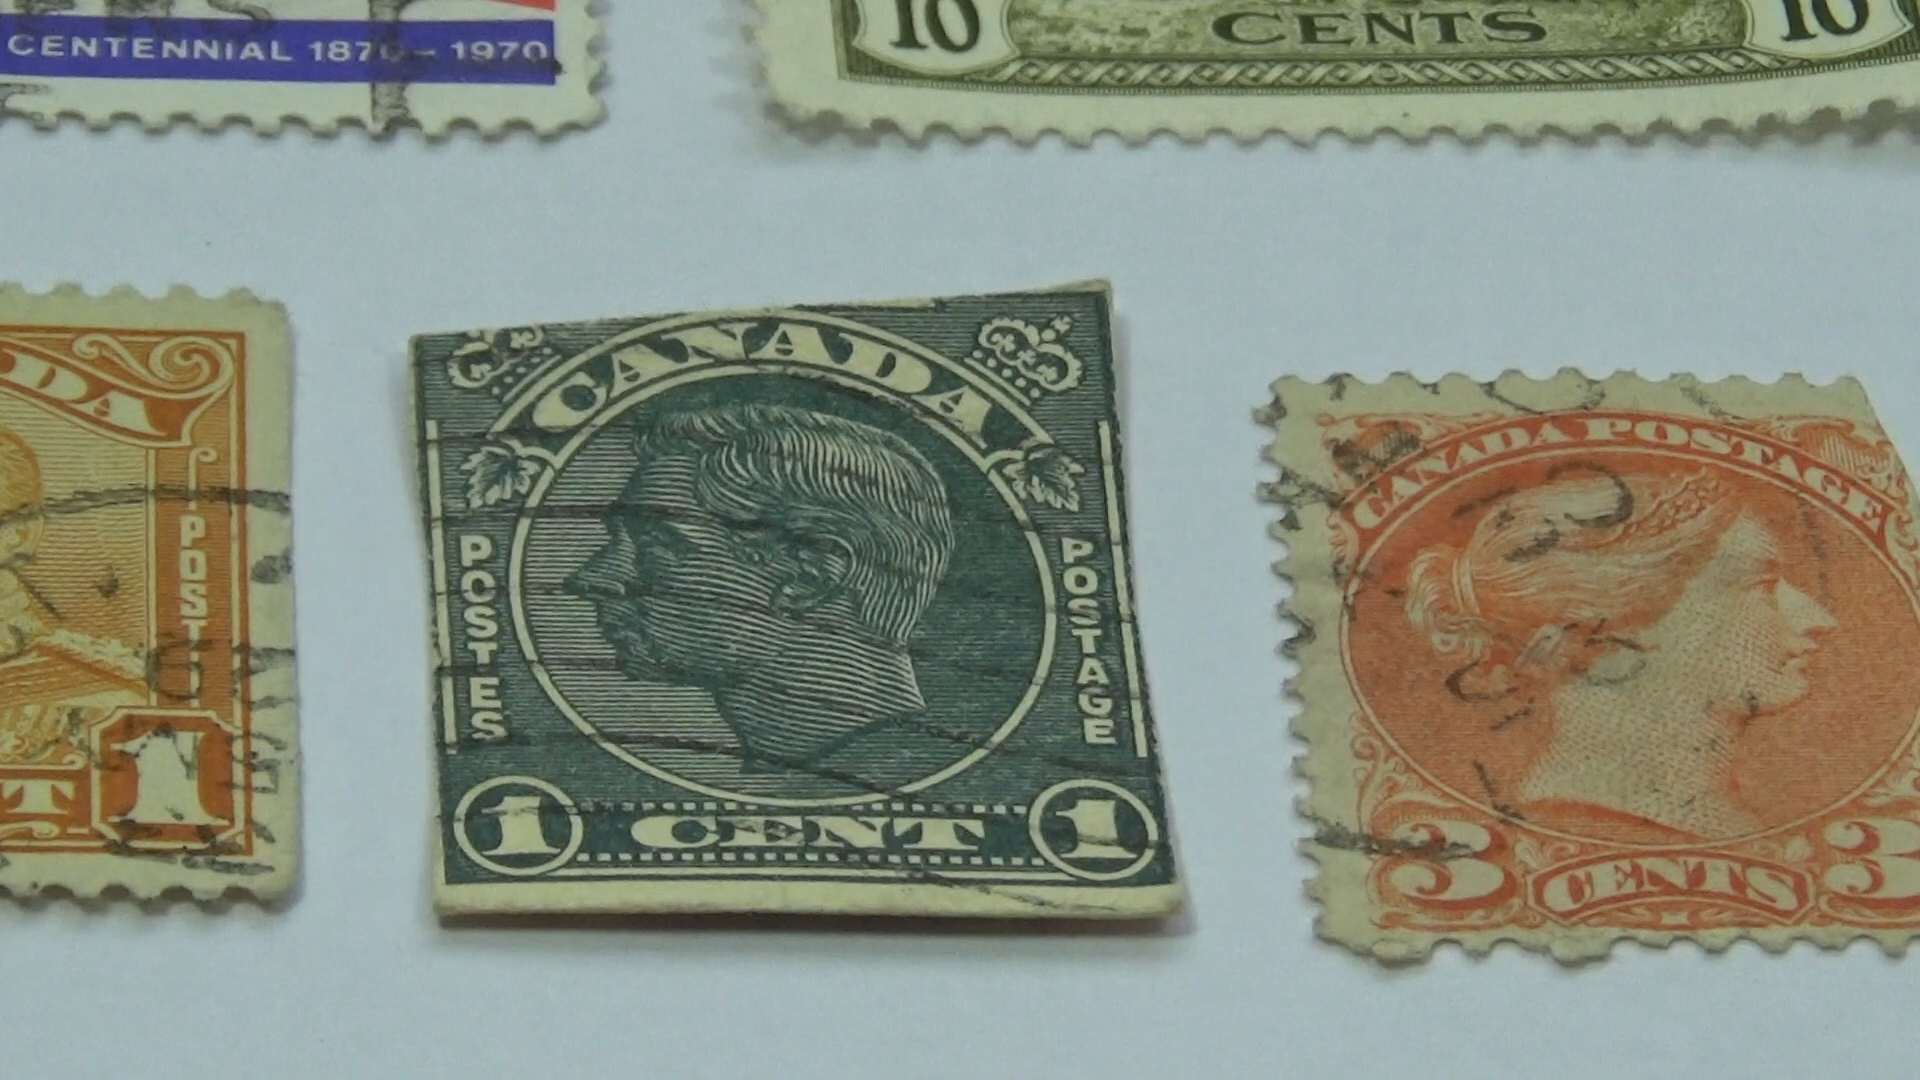 CENTENNIAL 1870-1970
10 CENTS 10
DA
POST
T 1
CANADA
POSTES
POSTAGE
1 CENT 1
CANADA POSTAGE
3 CENTS 3